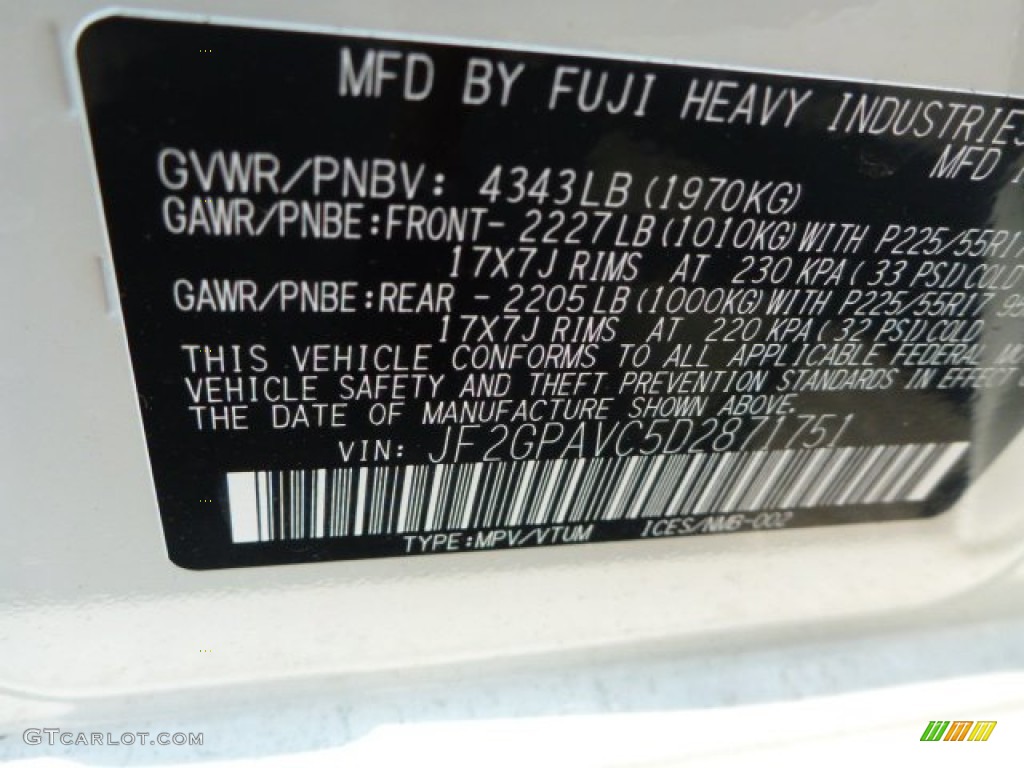 MFD BY FUJI HEAVY INDUSTRIES
MFD
GVWR/PNBV: 4343LB (1970KG)
GAWR/PNBE:FRONT- 2227LB (1010KG) WITH P225/55R17
17X7J RIMS AT 230 KPA ( 33 PSI) COLD
GAWR/PNBE:REAR - 2205LB (1000KG) WITH P225/55R17
17X7J RIMS AT 220 KPA ( 32 PSI) COLD
THIS VEHICLE CONFORMS TO ALL APPLICABLE FEDERAL
VEHICLE SAFETY AND THEFT PREVENTION STANDARDS IN EFFECT
THE DATE OF MANUFACTURE SHOWN ABOVE.
VIN: JF2GPAVC5D2871751
TYPE:MPV/VTUM ICES/NMB-002
GTCarLot.com